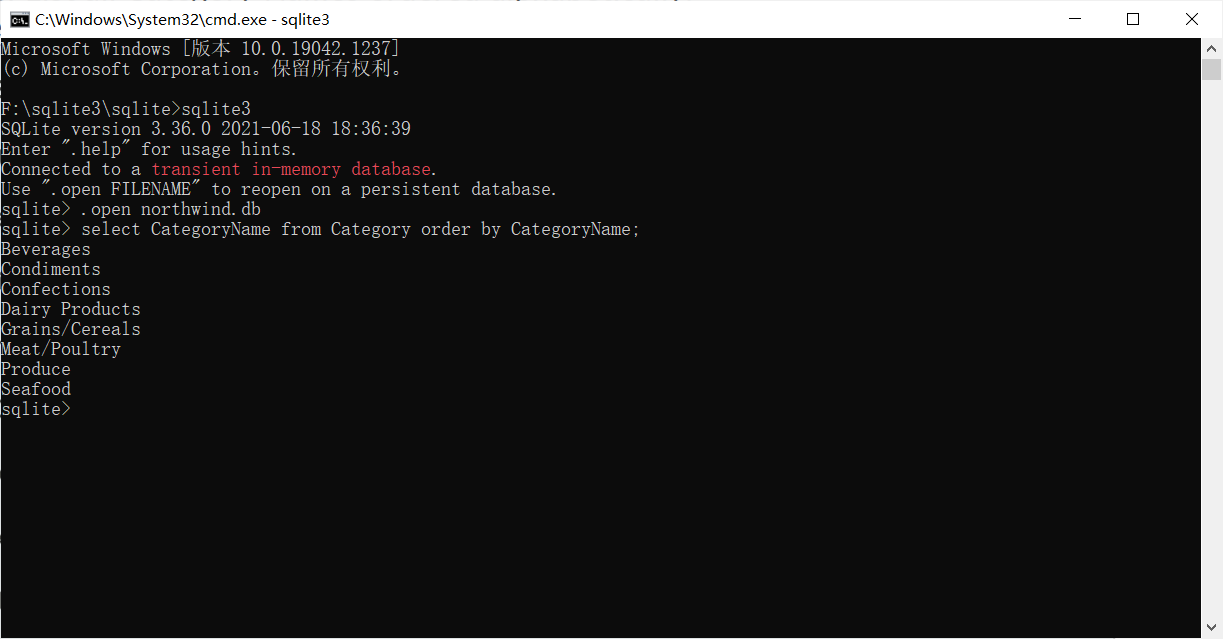 C:\Windows\System32\cmd.exe - sqlite3
Microsoft Windows [版本 10.0.19042.1237]
(c) Microsoft Corporation。保留所有权利。
F:\sqlite3\sqlite>sqlite3
SQLite version 3.36.0 2021-06-18 18:36:39
Enter ".help" for usage hints.
Connected to a transient in-memory database.
Use ".open FILENAME" to reopen on a persistent database.
sqlite> .open northwind.db
sqlite> select CategoryName from Category order by CategoryName;
Beverages
Condiments
Confections
Dairy Products
Grains/Cereals
Meat/Poultry
Produce
Seafood
sqlite>